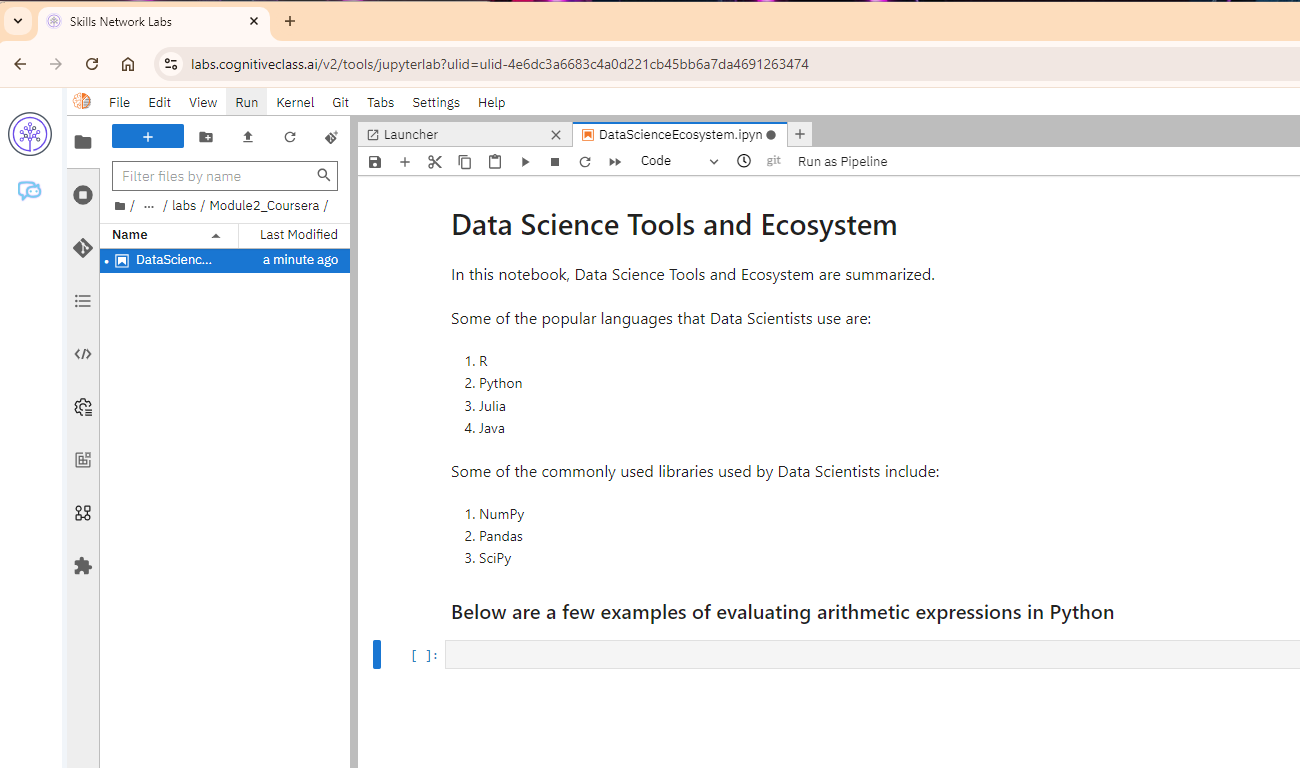 Skills Network Labs
labs.cognitiveclass.ai/v2/tools/jupyterlab?ulid=ulid-4e6dc3a6683c4a0d221cb45bb6a7da4691263474
File Edit View Run Kernel Git Tabs Settings Help
Launcher
DataScienceEcosystem.ipyn
Code
git
Run as Pipeline
Filter files by name
/ ... / labs / Module2_Coursera /
Name Last Modified
DataScienc... a minute ago
Data Science Tools and Ecosystem
In this notebook, Data Science Tools and Ecosystem are summarized.
Some of the popular languages that Data Scientists use are:
1. R
2. Python
3. Julia
4. Java
Some of the commonly used libraries used by Data Scientists include:
1. NumPy
2. Pandas
3. SciPy
Below are a few examples of evaluating arithmetic expressions in Python
[ ]: